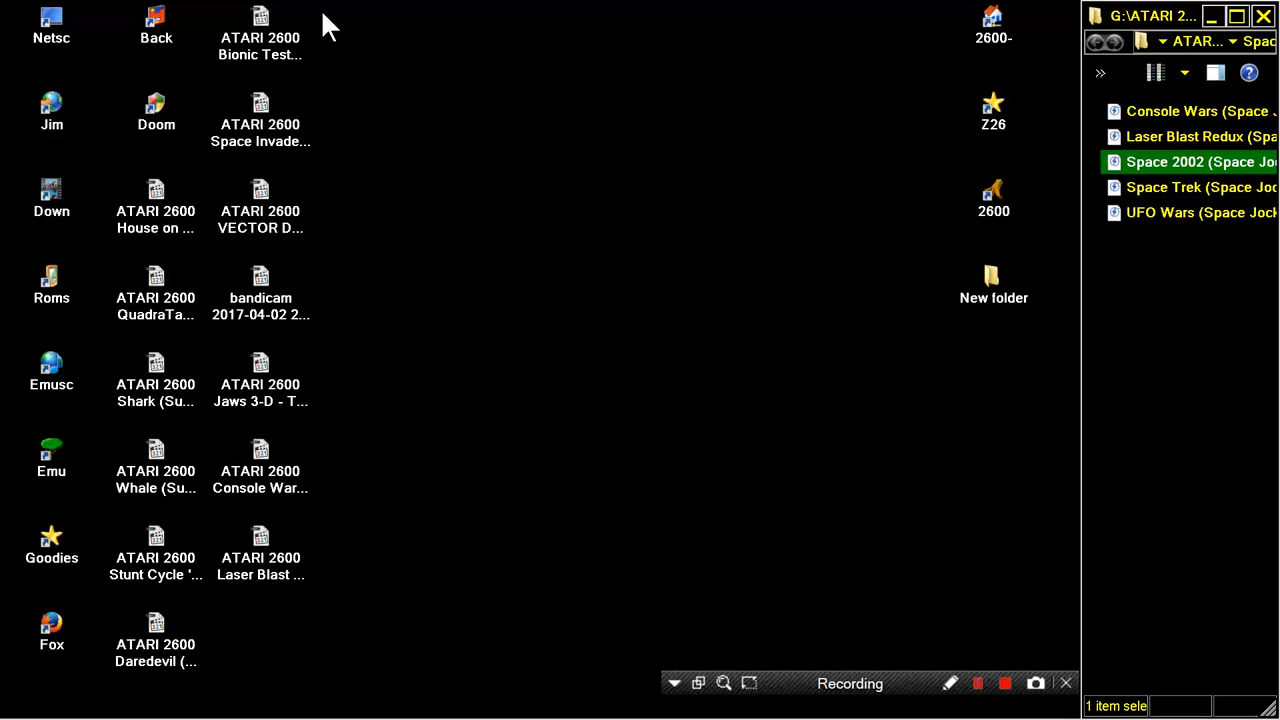 Netsc
Jim
Down
Roms
Emusc
Emu
Goodies
Fox
Back
Doom
ATARI 2600
House on ...
ATARI 2600
QuadraTa...
ATARI 2600
Shark (Su...
ATARI 2600
Whale (Su...
ATARI 2600
Stunt Cycle '...
ATARI 2600
Daredevil (...
ATARI 2600
Bionic Test...
ATARI 2600
Space Invade...
ATARI 2600
VECTOR D...
bandicam
2017-04-02 2...
ATARI 2600
Jaws 3-D - T...
ATARI 2600
Console War...
ATARI 2600
Laser Blast ...
2600-
Z26
2600
New folder
Recording
G:\ATARI 2...
ATAR... Spac
Console Wars (Space
Laser Blast Redux (Spa
Space 2002 (Space Jo
Space Trek (Space Joc
UFO Wars (Space Jock
1 item sele